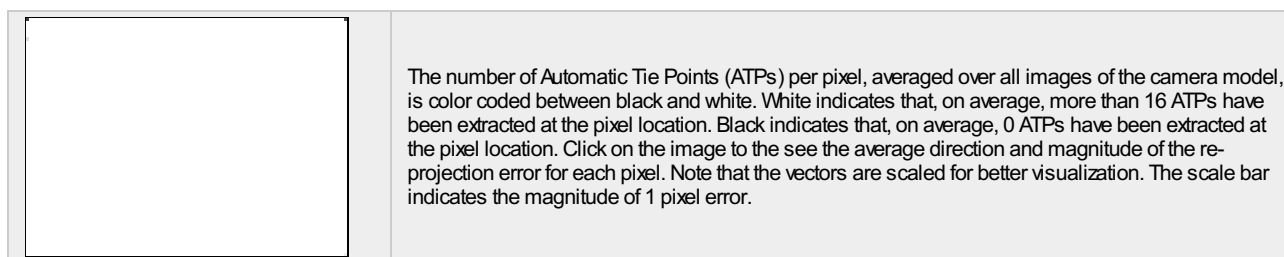 The number of Automatic Tie Points (ATPs) per pixel, averaged over all images of the camera model,
is color coded between black and white. White indicates that, on average, more than 16 ATPs have
been extracted at the pixel location. Black indicates that, on average, 0 ATPs have been extracted at
the pixel location. Click on the image to the see the average direction and magnitude of the re-
projection error for each pixel. Note that the vectors are scaled for better visualization. The scale bar
indicates the magnitude of 1 pixel error.